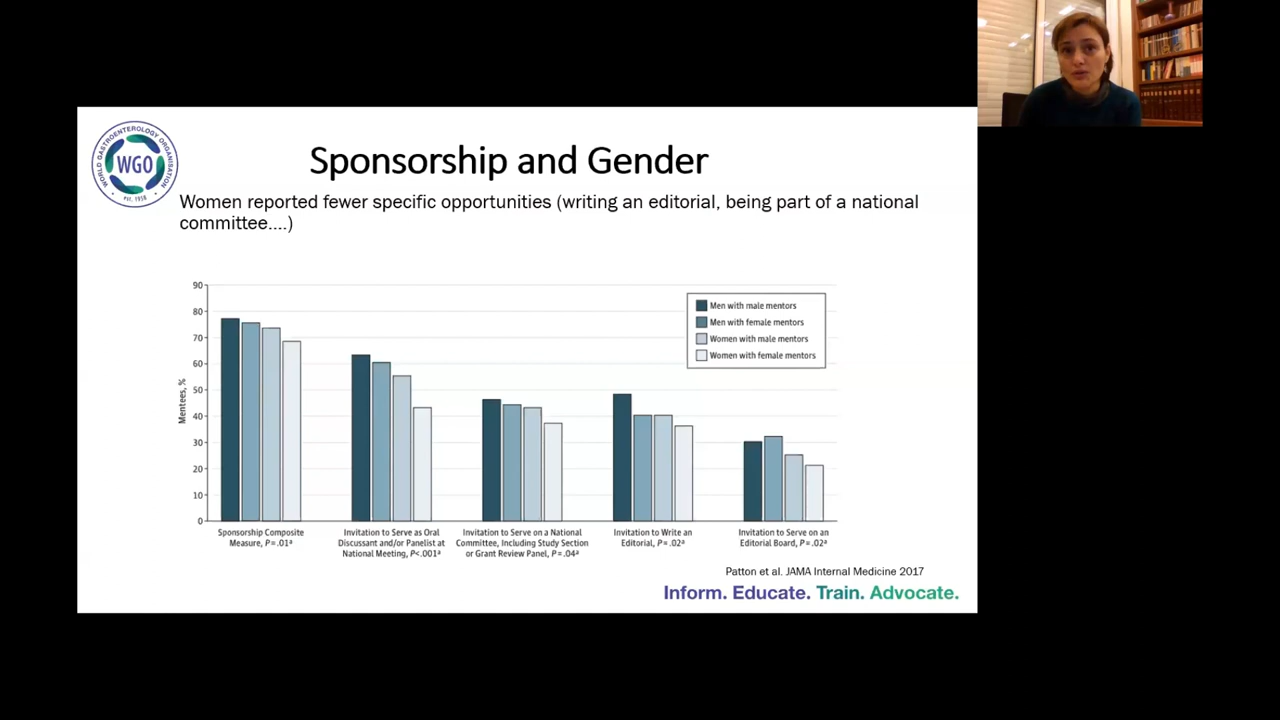 WORLD GASTROENTEROLOGY ORGANISATION
WGO
est. 1958
Sponsorship and Gender
Women reported fewer specific opportunities (writing an editorial, being part of a national
committee....)
Mentees, %
90
80
70
60
50
40
30
20
10
0
Men with male mentors
Men with female mentors
Women with male mentors
Women with female mentors
Sponsorship Composite
Measure, P = .01ᵃ
Invitation to Serve as Oral
Discussant and/or Panelist at
National Meeting, P<.001ᵃ
Invitation to Serve on a National
Committee, Including Study Section
or Grant Review Panel, P = .04ᵃ
Invitation to Write an
Editorial, P = .02ᵃ
Invitation to Serve on an
Editorial Board, P = .02ᵃ
Patton et al. JAMA Internal Medicine 2017
Inform. Educate. Train. Advocate.